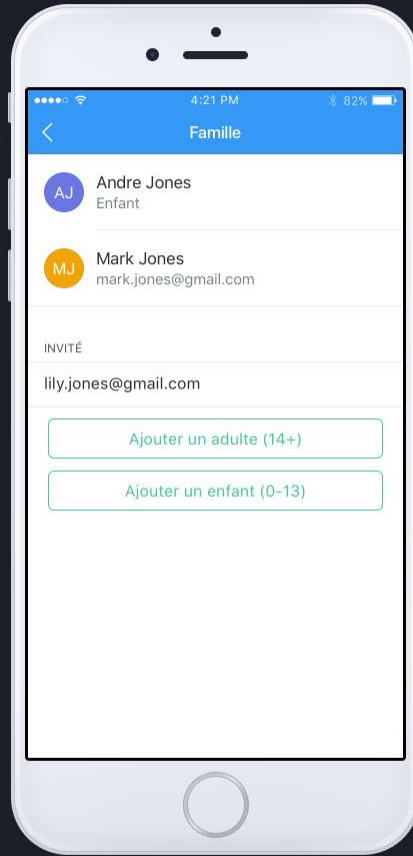 4:21 PM
82%
Famille
AJ
Andre Jones
Enfant
MJ
Mark Jones
mark.jones@gmail.com
INVITÉ
lily.jones@gmail.com
Ajouter un adulte (14+)
Ajouter un enfant (0-13)